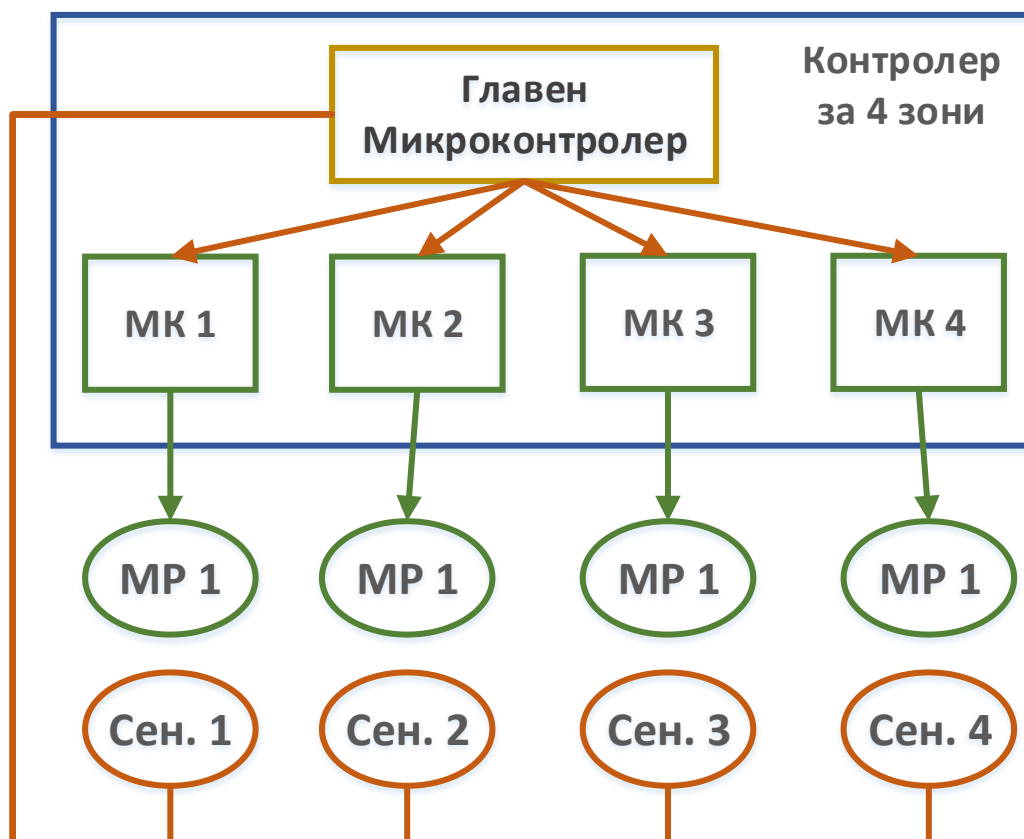 Контролер
за 4 зони
Главен
Микроконтролер
МК 1
МК 2
МК 3
МК 4
МР 1
МР 1
МР 1
МР 1
Сен. 1
Сен. 2
Сен. 3
Сен. 4